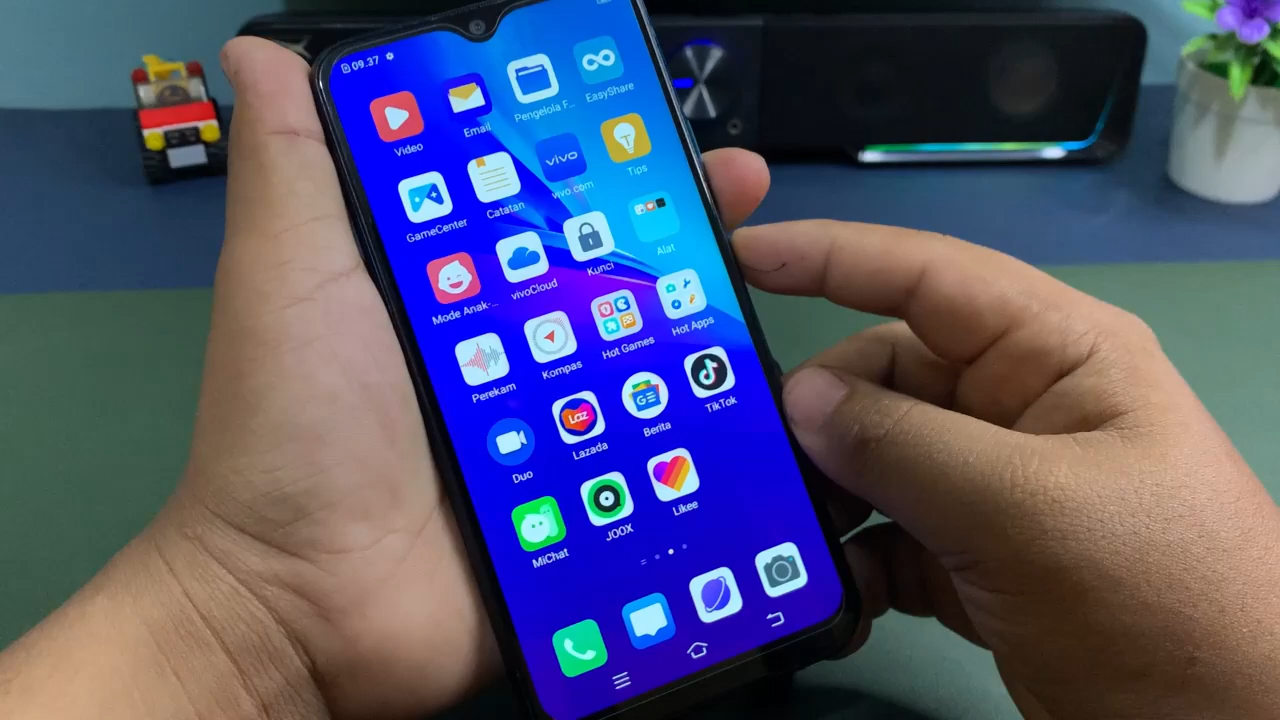 09.37
Video
Email
Pengelola F...
EasyShare
GameCenter
Catatan
vivo
vivo.com
Tips
Mode Anak-...
vivoCloud
Kunci
Alat
Perekam
Kompas
Hot Games
Hot Apps
Duo
Laz
Lazada
GE
Berita
TikTok
MiChat
JOOX
Likee